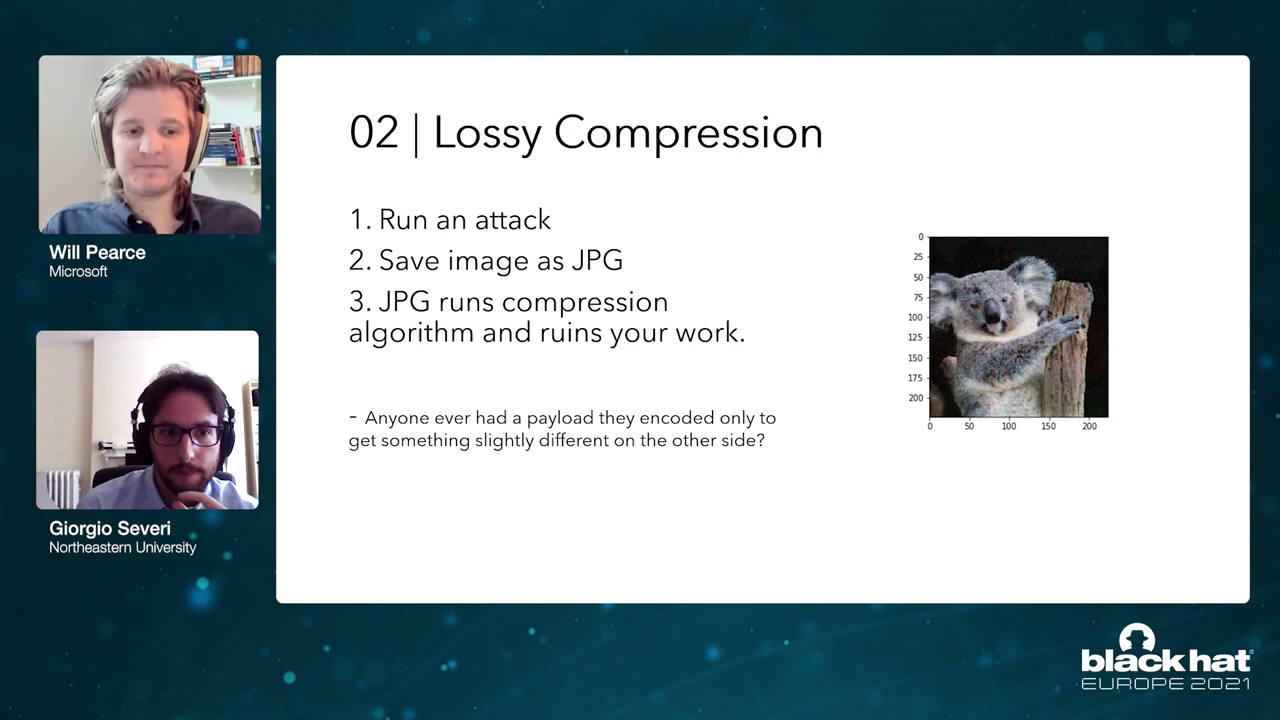 Will Pearce
Microsoft
Giorgio Severi
Northeastern University
02 | Lossy Compression
1. Run an attack
2. Save image as JPG
3. JPG runs compression
algorithm and ruins your work.
- Anyone ever had a payload they encoded only to
get something slightly different on the other side?
0
25
50
75
100
125
150
175
200
0 50 100 150 200
black hat
EUROPE 2021